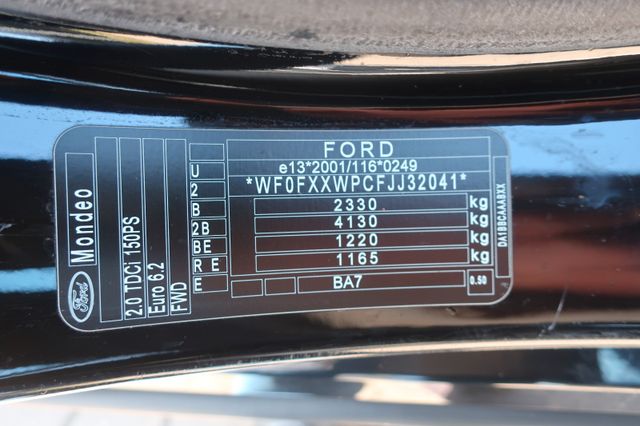 FORD
e13*2001/116*0249
*WF0FXXWPCFJJ32041*
2330 kg
4130 kg
1220 kg
1165 kg
BA7
0.50
U
2
B
2B
BE
R E
E
Mondeo
Ford
2.0 TDCi 150PS
Euro 6.2
FWD